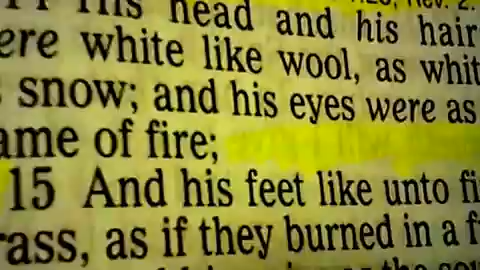 His head and his hair
ere white like wool, as whit
snow; and his eyes were as
ame of fire;
15 And his feet like unto fi
rass, as if they burned in a f